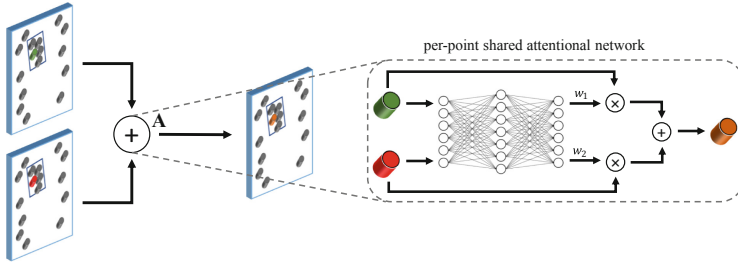 per-point shared attentional network
A
w₁
w₂